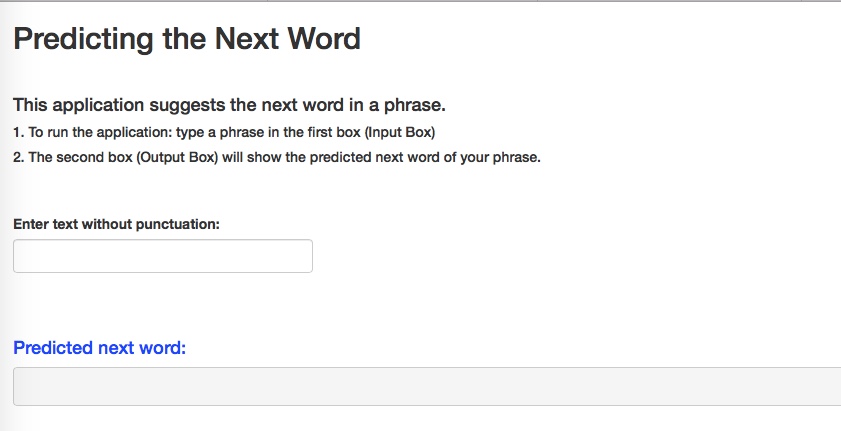 Predicting the Next Word
This application suggests the next word in a phrase.
1. To run the application: type a phrase in the first box (Input Box)
2. The second box (Output Box) will show the predicted next word of your phrase.
Enter text without punctuation:
Predicted next word: